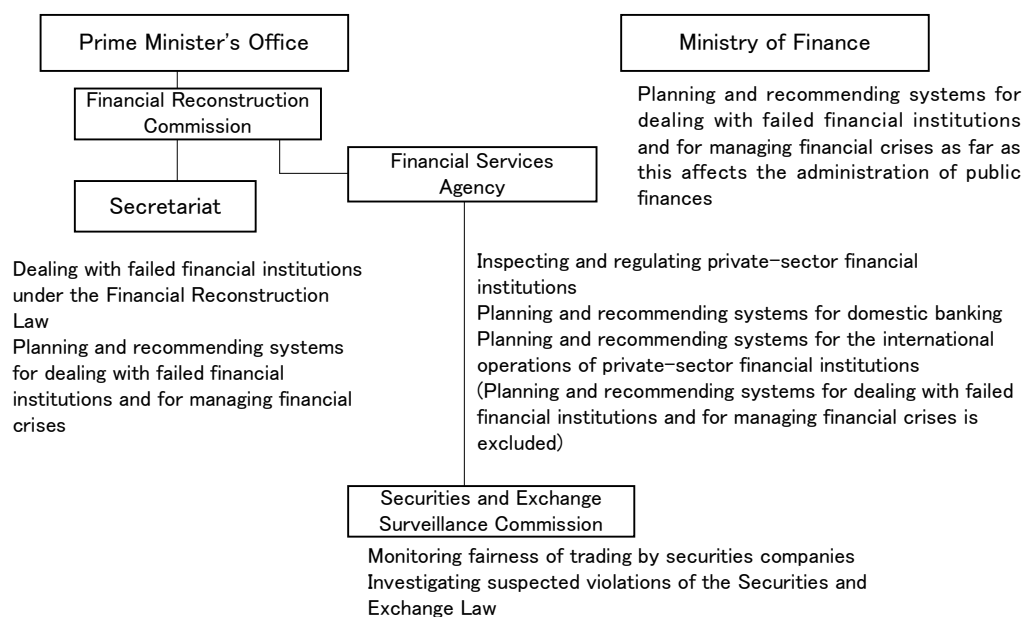 Prime Minister's Office
Ministry of Finance
Financial Reconstruction
Commission
Planning and recommending systems for
dealing with failed financial institutions
and for managing financial crises as far as
this affects the administration of public
finances
Financial Services
Agency
Secretariat
Dealing with failed financial institutions
under the Financial Reconstruction
Law
Planning and recommending systems
for dealing with failed financial
institutions and for managing financial
crises
Inspecting and regulating private-sector financial
institutions
Planning and recommending systems for domestic banking
Planning and recommending systems for the international
operations of private-sector financial institutions
(Planning and recommending systems for dealing with failed
financial institutions and for managing financial crises is
excluded)
Securities and Exchange
Surveillance Commission
Monitoring fairness of trading by securities companies
Investigating suspected violations of the Securities and
Exchange Law